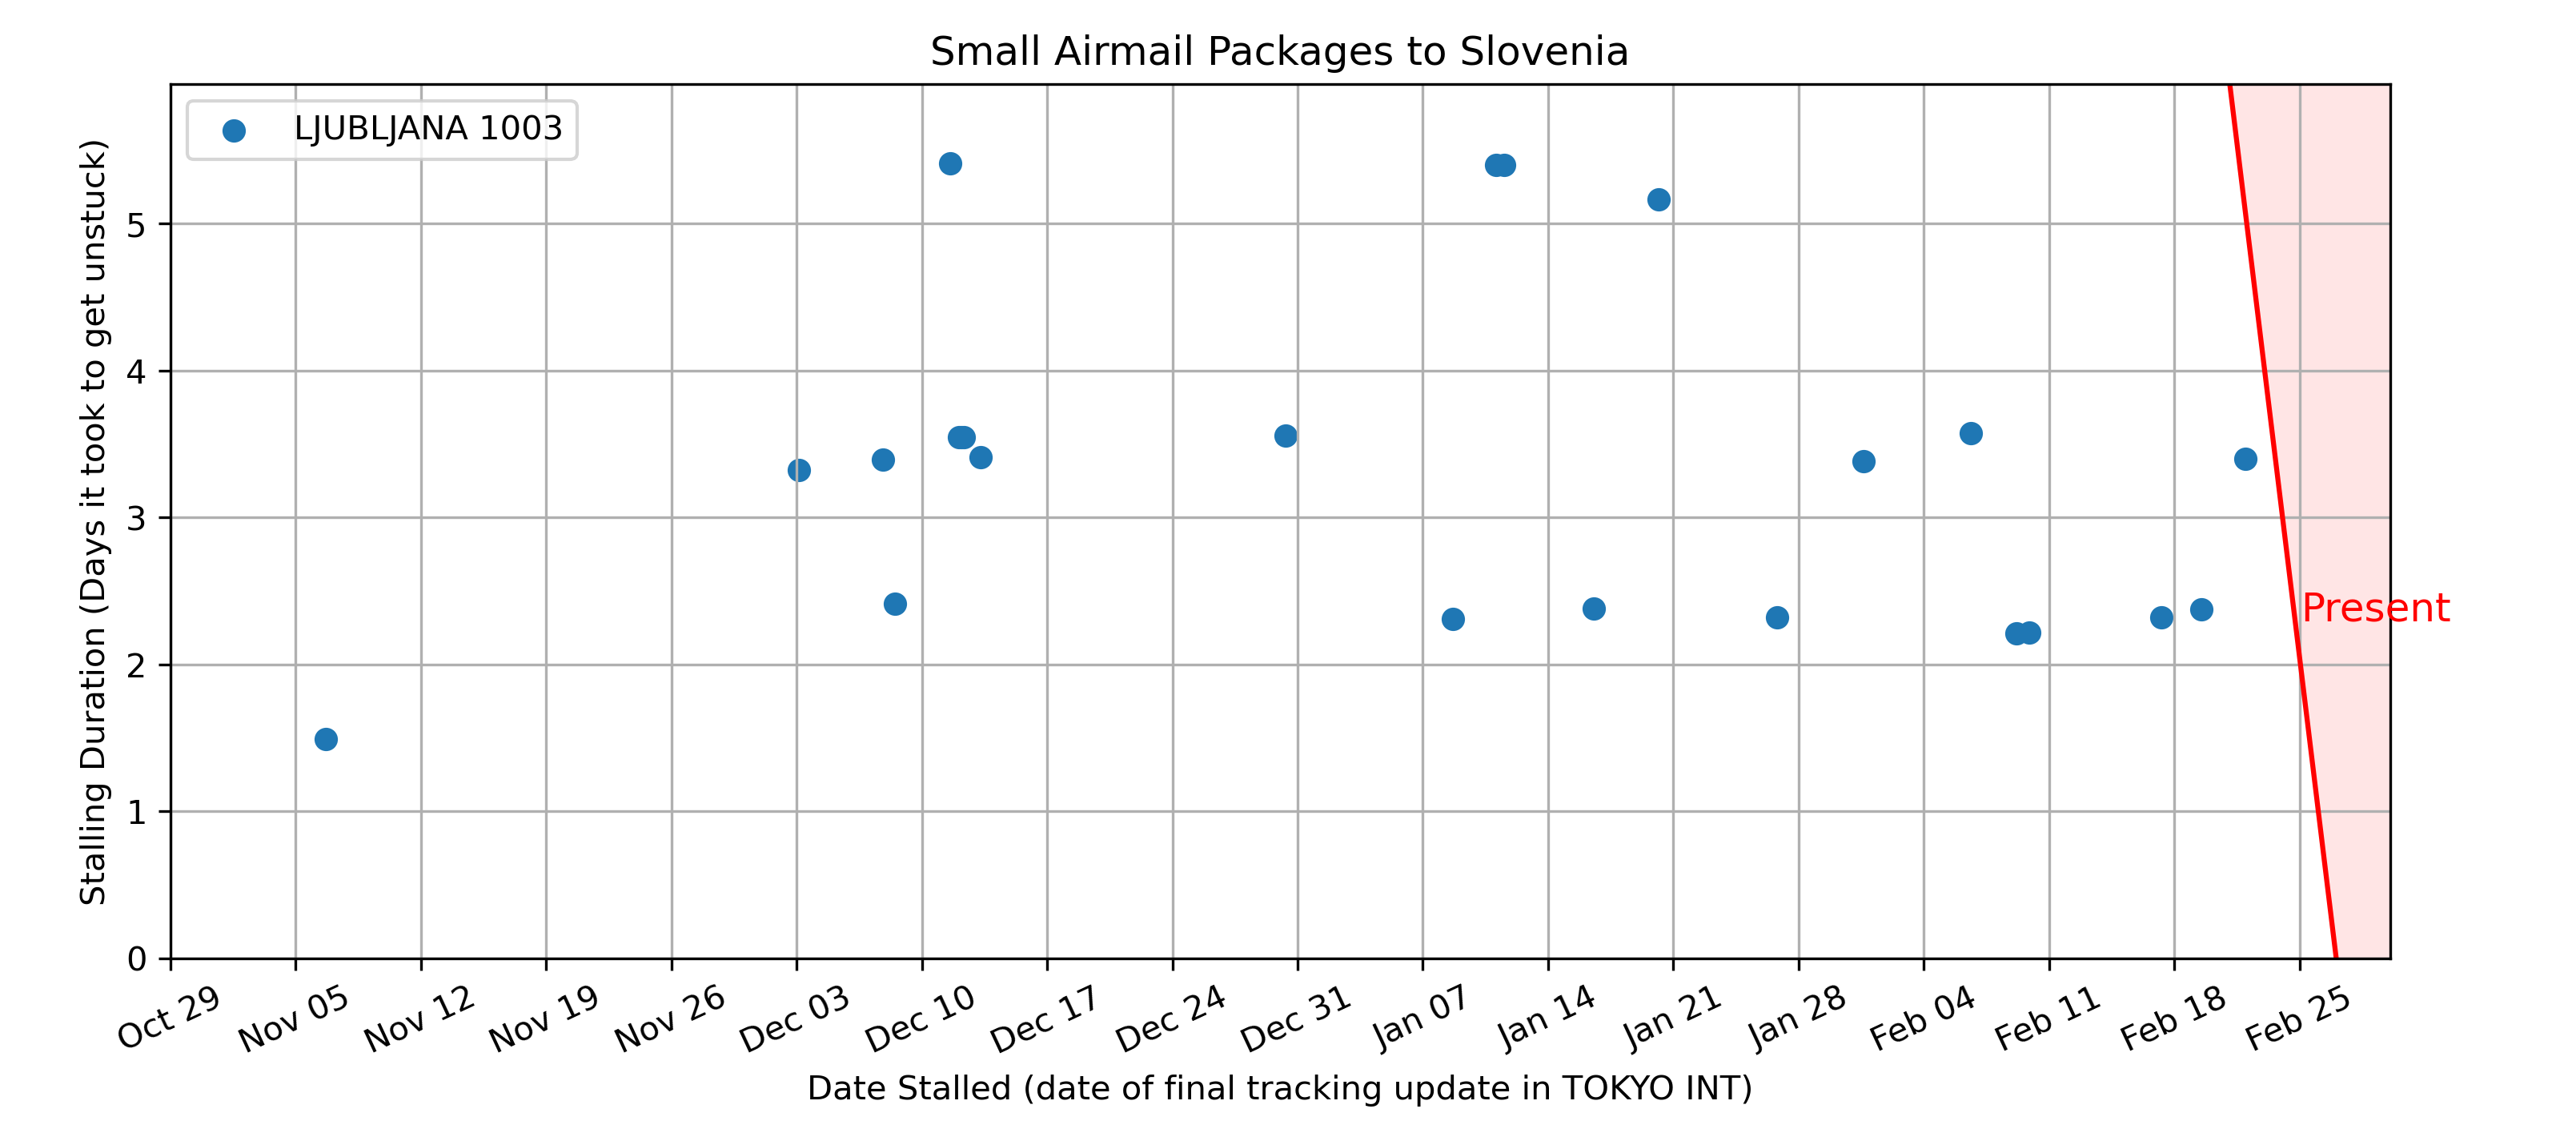 Small Airmail Packages to Slovenia
LJUBLJANA 1003
Stalling Duration (Days it took to get unstuck)
5
4
3
2
1
0
Present
Oct 29
Nov 05
Nov 12
Nov 19
Nov 26
Dec 03
Dec 10
Dec 17
Dec 24
Dec 31
Jan 07
Jan 14
Jan 21
Jan 28
Feb 04
Feb 11
Feb 18
Feb 25
Date Stalled (date of final tracking update in TOKYO INT)